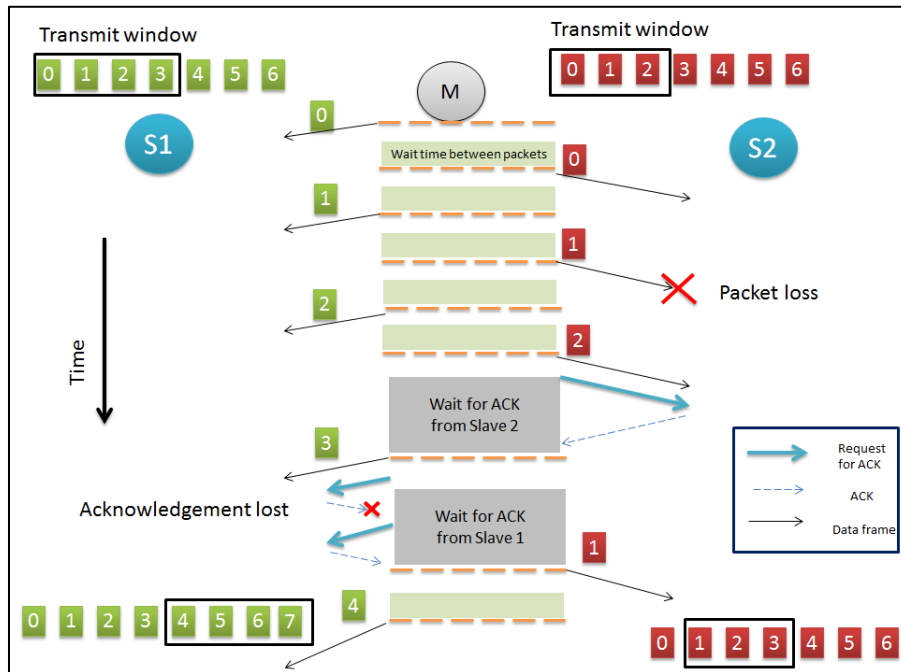 Transmit window
Transmit window
0 1 2 3 4 5 6
0 1 2 3 4 5 6
M
0
S1
S2
Wait time between packets
0
1
1
Packet loss
2
2
Time
Wait for ACK
from Slave 2
3
Request
for ACK
ACK
Data frame
Acknowledgement lost
Wait for ACK
from Slave 1
1
4
0 1 2 3 4 5 6 7
0 1 2 3 4 5 6